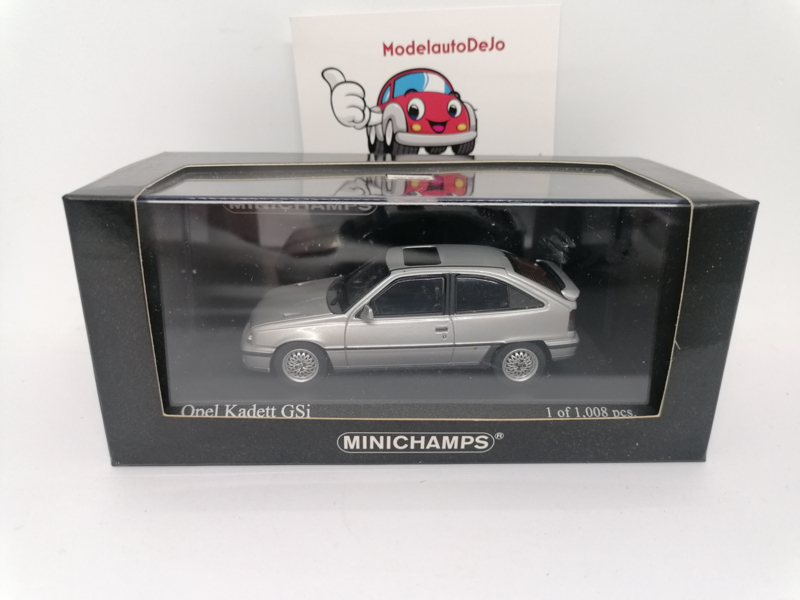 ModelautoDeJo
MINICHAMPS
Opel Kadett GSi
1 of 1.008 pcs.
MINICHAMPS®